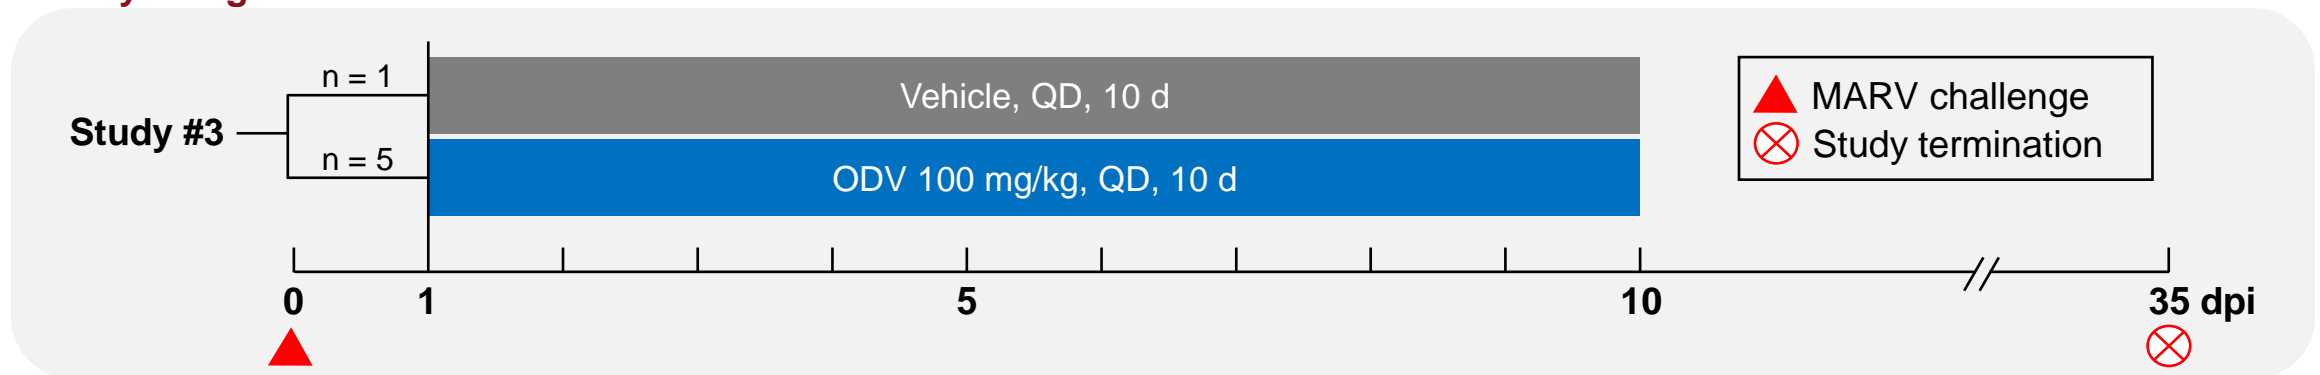 n = 1
Vehicle, QD, 10 d
Study #3
n = 5
ODV 100 mg/kg, QD, 10 d
MARV challenge
Study termination
0 1 5 10 35 dpi